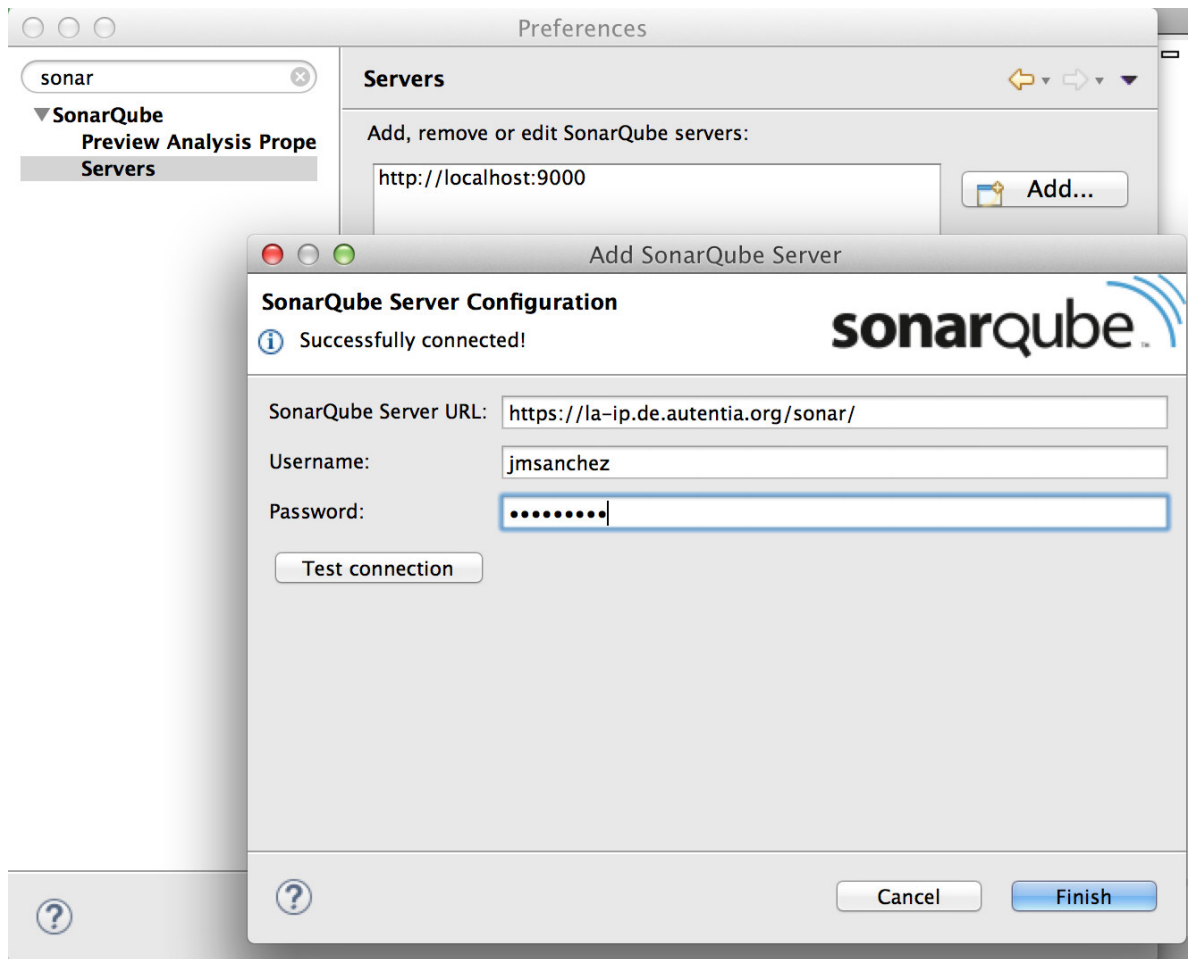 Preferences
sonar
SonarQube
Preview Analysis Prope
Servers
Servers
Add, remove or edit SonarQube servers:
http://localhost:9000
Add...
Add SonarQube Server
SonarQube Server Configuration
Successfully connected!
sonarqube
SonarQube Server URL: https://la-ip.de.autentia.org/sonar/
Username: jmsanchez
Password: •••••••••
Test connection
Cancel
Finish